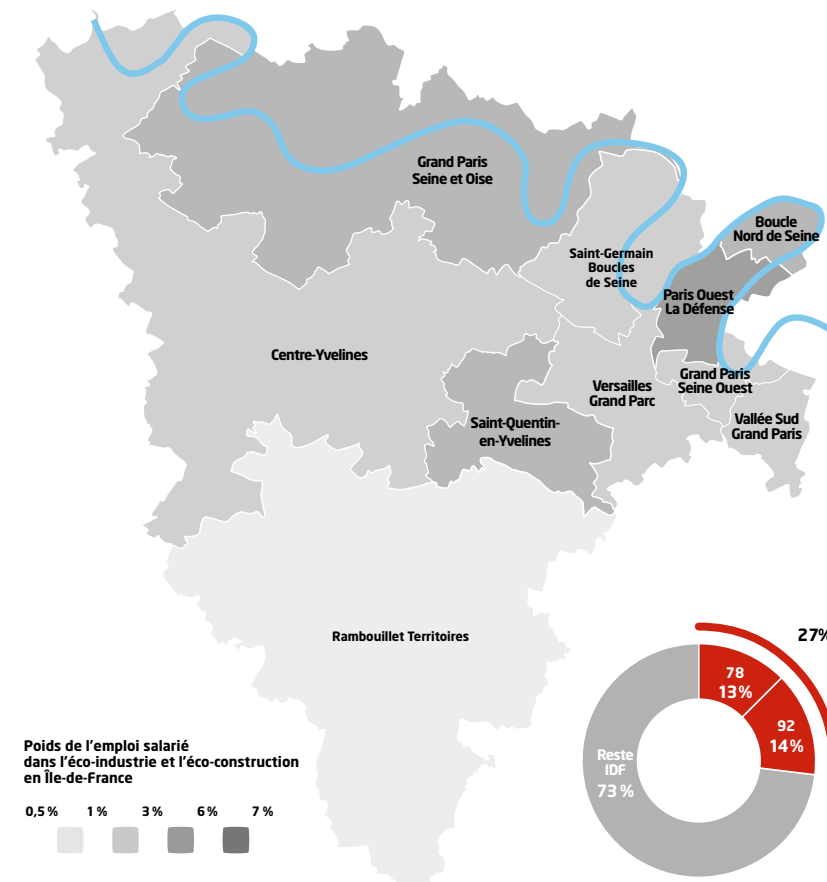 Grand Paris
Seine et Oise
Boucle
Nord de Seine
Saint-Germain
Boucles
de Seine
Paris Ouest
La Défense
Centre-Yvelines
Versailles
Grand Parc
Grand Paris
Seine Ouest
Saint-Quentin-
en-Yvelines
Vallée Sud
Grand Paris
Rambouillet Territoires
27%
78
13%
92
14%
Reste
IDF
73 %
Poids de l'emploi salarié
dans l'éco-industrie et l'éco-construction
en Île-de-France
0,5 % 1 % 3 % 6 % 7 %